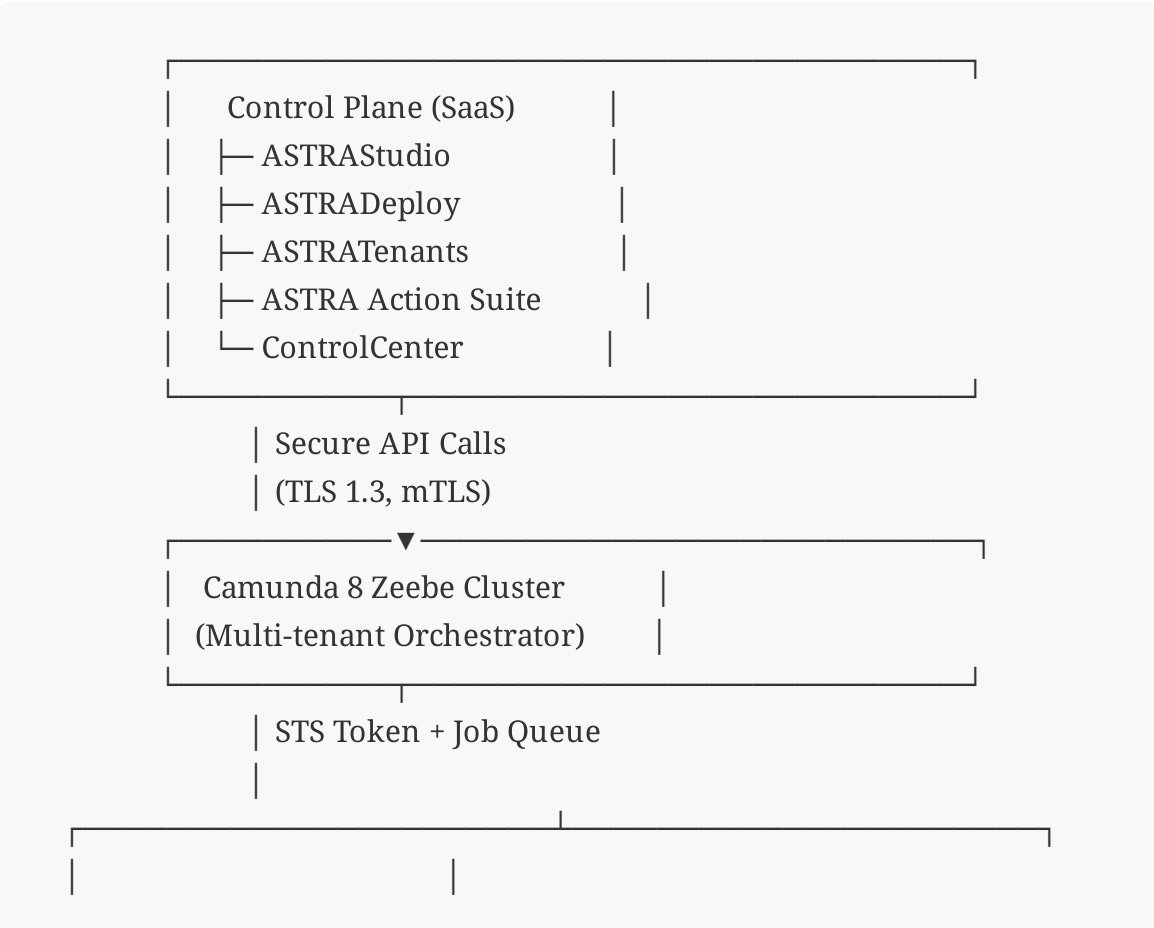 Control Plane (SaaS)
├─ ASTRAStudio
├─ ASTRADeploy
├─ ASTRATenants
├─ ASTRA Action Suite
└─ ControlCenter
Secure API Calls
(TLS 1.3, mTLS)
▼
Camunda 8 Zeebe Cluster
(Multi-tenant Orchestrator)
STS Token + Job Queue